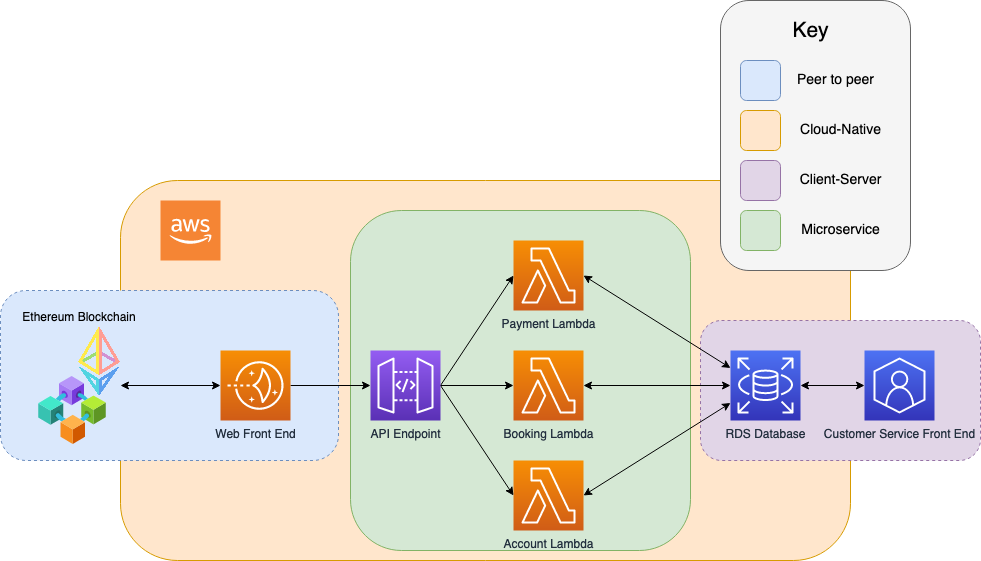 Key
Peer to peer
Cloud-Native
Client-Server
Microservice
aws
Ethereum Blockchain
Payment Lambda
Web Front End
API Endpoint
</>
Booking Lambda
RDS Database
Customer Service Front End
Account Lambda